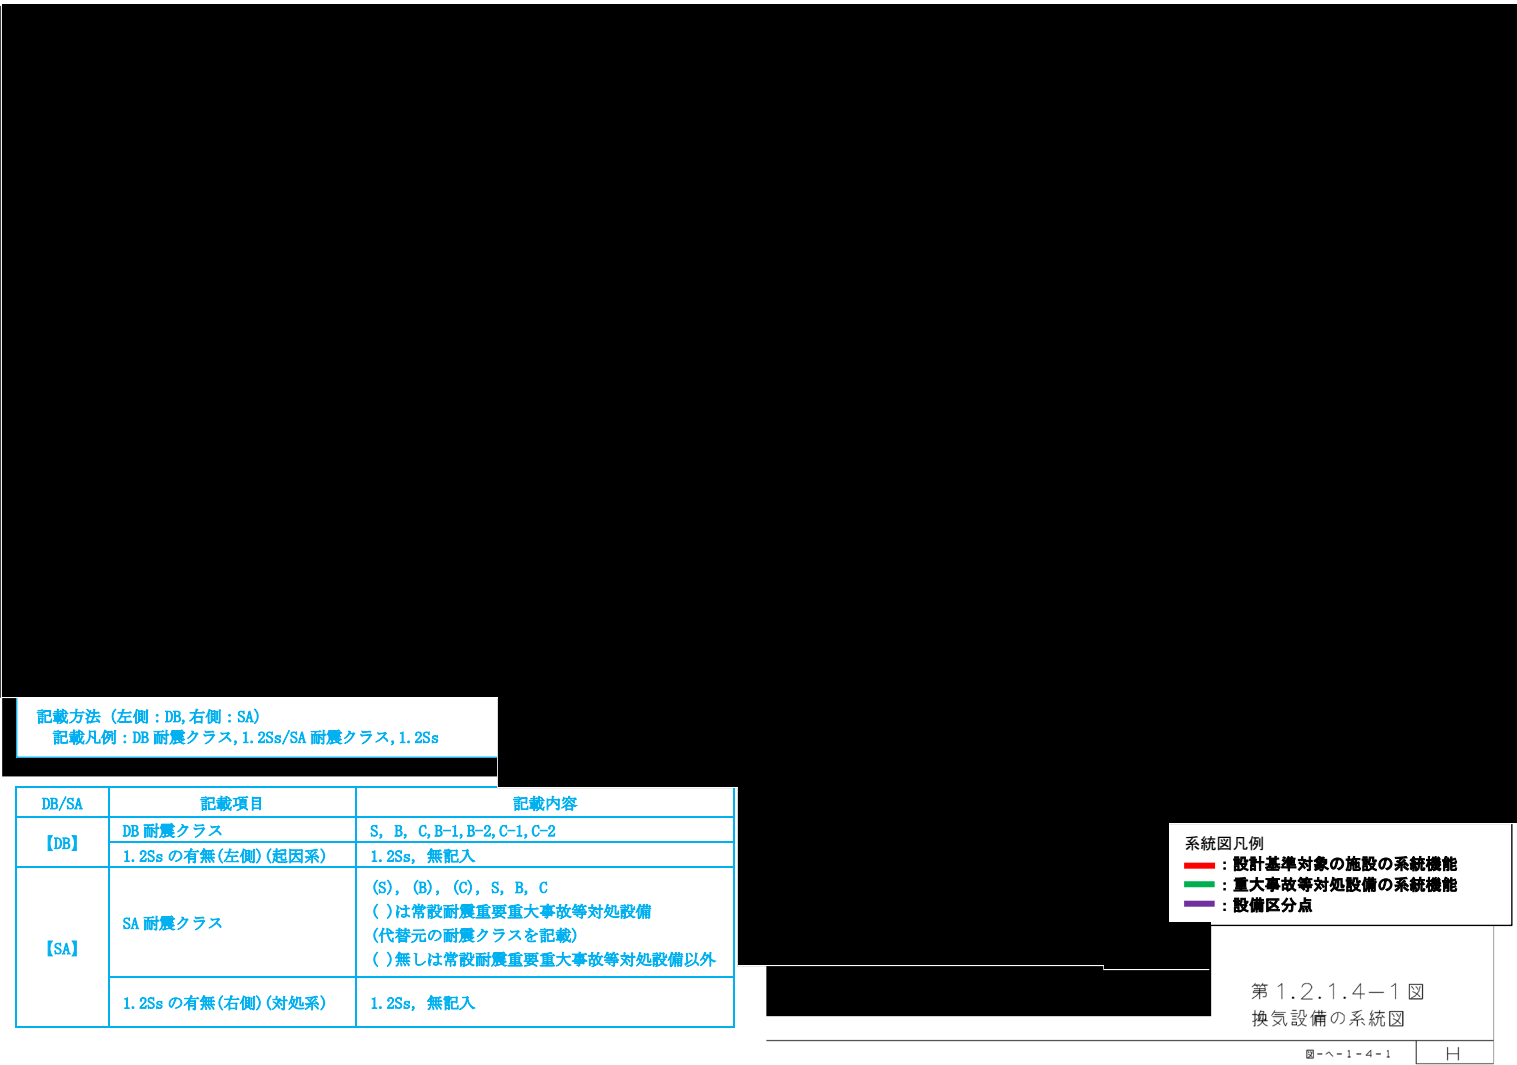 記載方法 (左側：DB,右側：SA)
記載凡例：DB 耐震クラス,1.2Ss/SA 耐震クラス,1.2Ss
DB/SA 記載項目 記載内容
【DB】 DB 耐震クラス S, B, C,B-1,B-2,C-1,C-2
1.2Ss の有無(左側)(起因系) 1.2Ss, 無記入
【SA】 SA 耐震クラス (S), (B), (C), S, B, C
( )は常設耐震重要重大事故等対処設備
(代替元の耐震クラスを記載)
( )無しは常設耐震重要重大事故等対処設備以外
1.2Ss の有無(右側)(対処系) 1.2Ss, 無記入
系統図凡例
：設計基準対象の施設の系統機能
：重大事故等対処設備の系統機能
：設備区分点
第1.2.1.4－1図
換気設備の系統図
図-ヘ-1-4-1 H